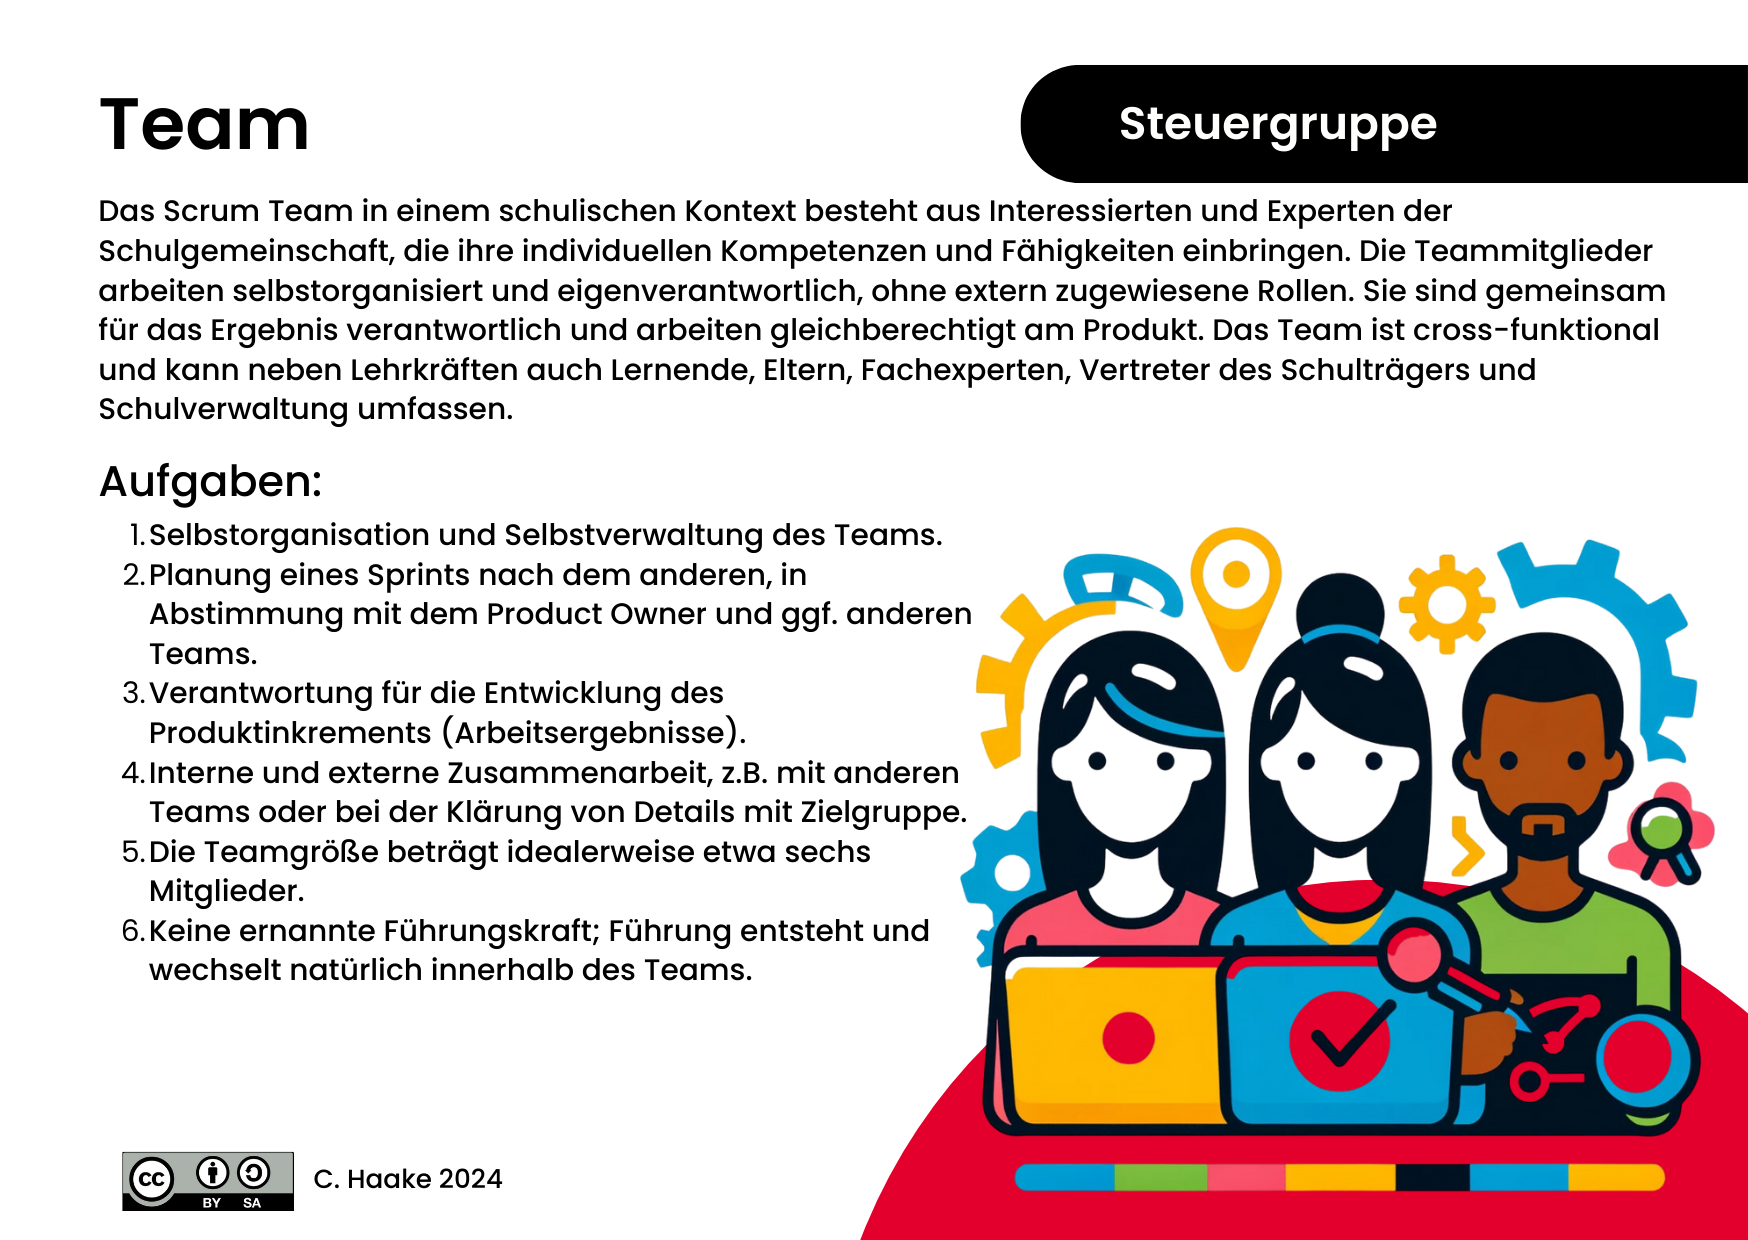 Team
Steuergruppe
Das Scrum Team in einem schulischen Kontext besteht aus Interessierten und Experten der
Schulgemeinschaft, die ihre individuellen Kompetenzen und Fähigkeiten einbringen. Die Teammitglieder
arbeiten selbstorganisiert und eigenverantwortlich, ohne extern zugewiesene Rollen. Sie sind gemeinsam
für das Ergebnis verantwortlich und arbeiten gleichberechtigt am Produkt. Das Team ist cross-funktional
und kann neben Lehrkräften auch Lernende, Eltern, Fachexperten, Vertreter des Schulträgers und
Schulverwaltung umfassen.
Aufgaben:
1. Selbstorganisation und Selbstverwaltung des Teams.
2. Planung eines Sprints nach dem anderen, in
Abstimmung mit dem Product Owner und ggf. anderen
Teams.
3. Verantwortung für die Entwicklung des
Produktinkrements (Arbeitsergebnisse).
4. Interne und externe Zusammenarbeit, z.B. mit anderen
Teams oder bei der Klärung von Details mit Zielgruppe.
5. Die Teamgröße beträgt idealerweise etwa sechs
Mitglieder.
6. Keine ernannte Führungskraft; Führung entsteht und
wechselt natürlich innerhalb des Teams.
cc BY SA
C. Haake 2024